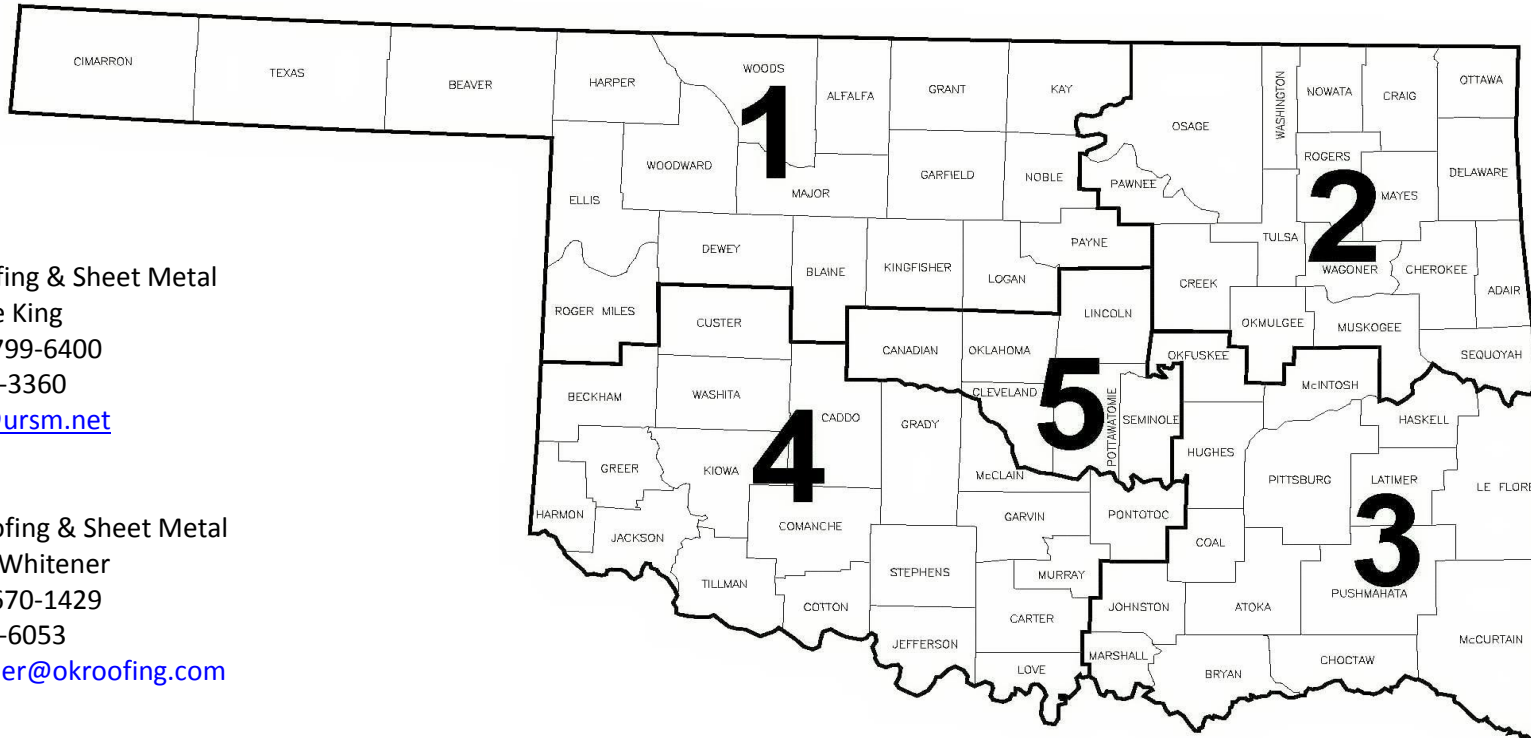 CIMARRON
TEXAS
BEAVER
HARPER
WOODS
ALFALFA
GRANT
KAY
OSAGE
WASHINGTON
NOWATA
CRAIG
OTTAWA
1
WOODWARD
MAJOR
GARFIELD
NOBLE
PAWNEE
ROGERS
MAYES
DELAWARE
2
ELLIS
DEWEY
BLAINE
KINGFISHER
LOGAN
PAYNE
CREEK
TULSA
WAGONER
CHEROKEE
ADAIR
ROGER MILES
CUSTER
CANADIAN
OKLAHOMA
LINCOLN
OKMULGEE
MUSKOGEE
SEQUOYAH
OKFUSKEE
McINTOSH
HASKELL
BECKHAM
WASHITA
CADDO
GRADY
CLEVELAND
5
POTTAWATOMIE
SEMINOLE
HUGHES
PITTSBURG
LATIMER
LE FLORE
GREER
KIOWA
4
McCLAIN
HARMON
JACKSON
COMANCHE
GARVIN
PONTOTOC
COAL
3
TILLMAN
COTTON
STEPHENS
MURRAY
JOHNSTON
ATOKA
PUSHMAHATA
JEFFERSON
CARTER
LOVE
MARSHALL
BRYAN
CHOCTAW
McCURTAIN
fing & Sheet Metal
e King
799-6400
-3360
@ursm.net
ofing & Sheet Metal
Whitener
570-1429
-6053
er@okroofing.com